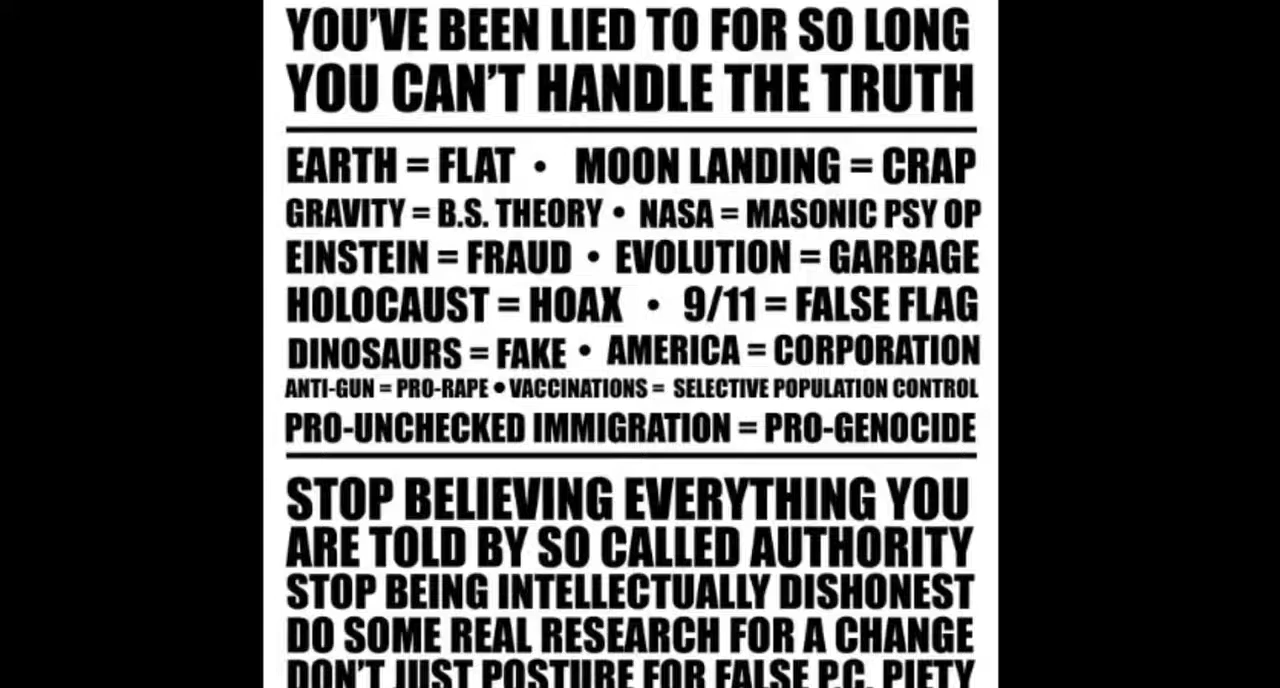 YOU'VE BEEN LIED TO FOR SO LONG
YOU CAN'T HANDLE THE TRUTH
EARTH = FLAT • MOON LANDING = CRAP
GRAVITY = B.S. THEORY • NASA = MASONIC PSY OP
EINSTEIN = FRAUD • EVOLUTION = GARBAGE
HOLOCAUST = HOAX • 9/11 = FALSE FLAG
DINOSAURS = FAKE • AMERICA = CORPORATION
ANTI-GUN = PRO-RAPE • VACCINATIONS = SELECTIVE POPULATION CONTROL
PRO-UNCHECKED IMMIGRATION = PRO-GENOCIDE
STOP BELIEVING EVERYTHING YOU
ARE TOLD BY SO CALLED AUTHORITY
STOP BEING INTELLECTUALLY DISHONEST
DO SOME REAL RESEARCH FOR A CHANGE
DON'T JUST POSTURE FOR FALSE P.C. PIETY